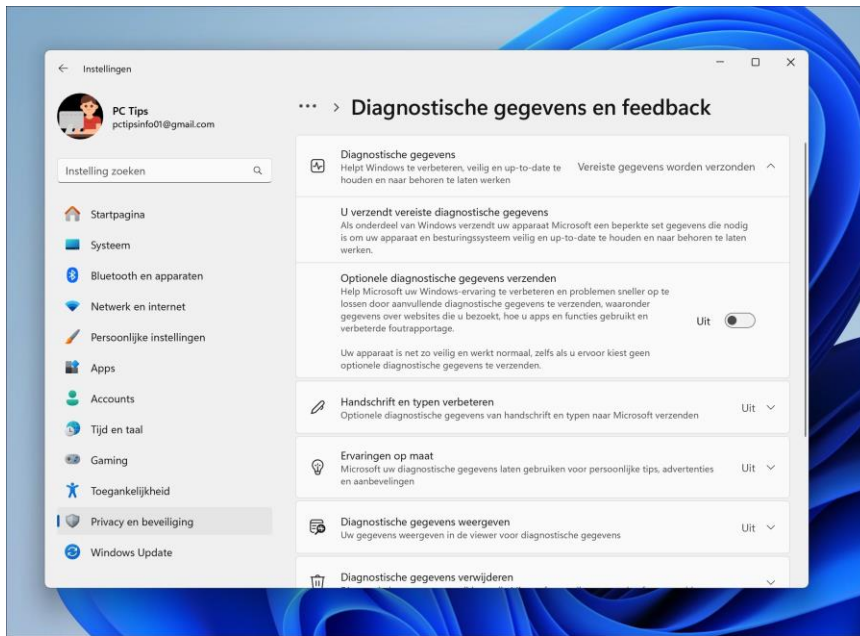 Instellingen
PC Tips
pctipsinfo01@gmail.com
Instelling zoeken
Startpagina
Systeem
Bluetooth en apparaten
Netwerk en internet
Persoonlijke instellingen
Apps
Accounts
Tijd en taal
Gaming
Toegankelijkheid
Privacy en beveiliging
Windows Update
... > Diagnostische gegevens en feedback
Diagnostische gegevens
Helpt Windows te verbeteren, veilig en up-to-date te
houden en naar behoren te laten werken
Vereiste gegevens worden verzonden
U verzendt vereiste diagnostische gegevens
Als onderdeel van Windows verzendt uw apparaat Microsoft een beperkte set gegevens die nodig
is om uw apparaat en besturingssysteem veilig en up-to-date te houden en naar behoren te laten
werken.
Optionele diagnostische gegevens verzenden
Help Microsoft uw Windows-ervaring te verbeteren en problemen sneller op te
lossen door aanvullende diagnostische gegevens te verzenden, waaronder
gegevens over websites die u bezoekt, hoe u apps en functies gebruikt en
verbeterde foutrapportage.
Uit
Uw apparaat is net zo veilig en werkt normaal, zelfs als u ervoor kiest geen
optionele diagnostische gegevens te verzenden.
Handschrift en typen verbeteren
Optionele diagnostische gegevens van handschrift en typen naar Microsoft verzenden
Uit
Ervaringen op maat
Microsoft uw diagnostische gegevens laten gebruiken voor persoonlijke tips, advertenties
en aanbevelingen
Uit
Diagnostische gegevens weergeven
Uw gegevens weergeven in de viewer voor diagnostische gegevens
Uit
Diagnostische gegevens verwijderen